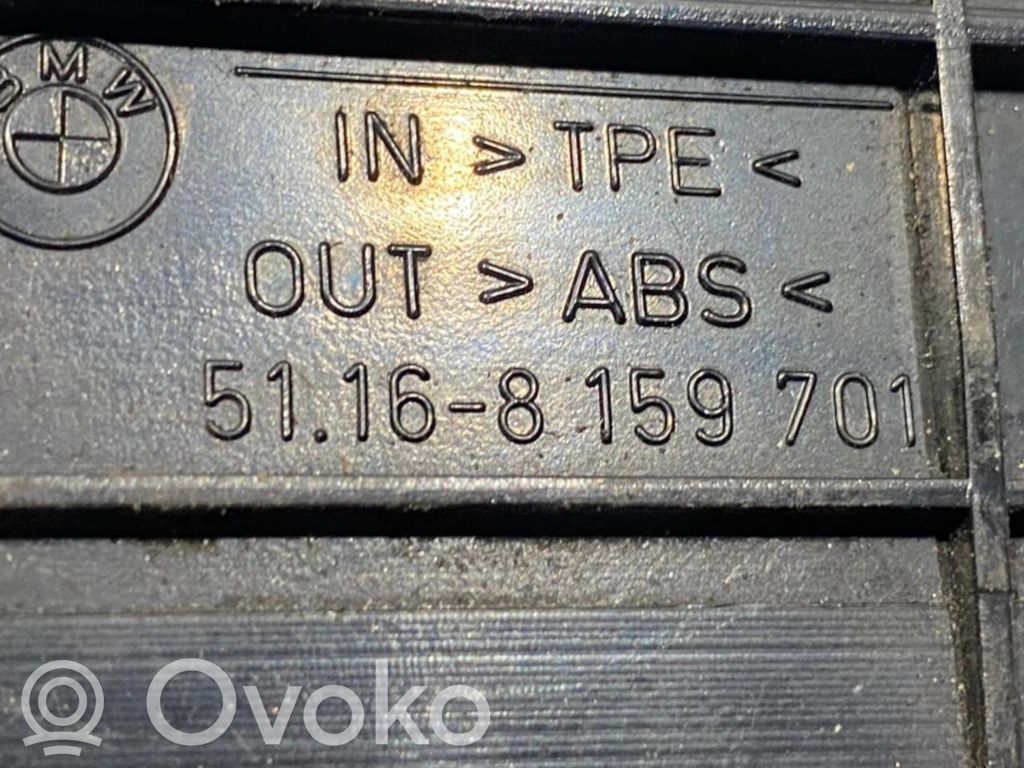 BMW
IN > TPE <
OUT > ABS <
51.16-8 159 701
Ovoko